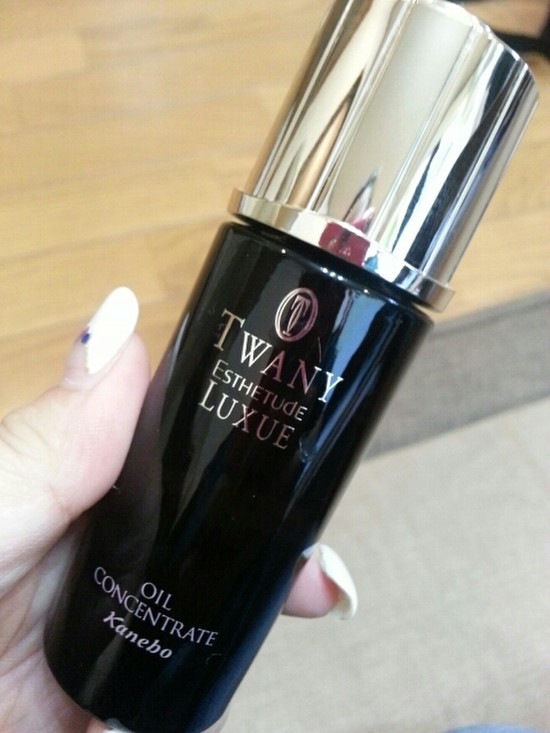 T
TWANY
ESTHETUDE
LUXUE
OIL
CONCENTRATE
Kanebo